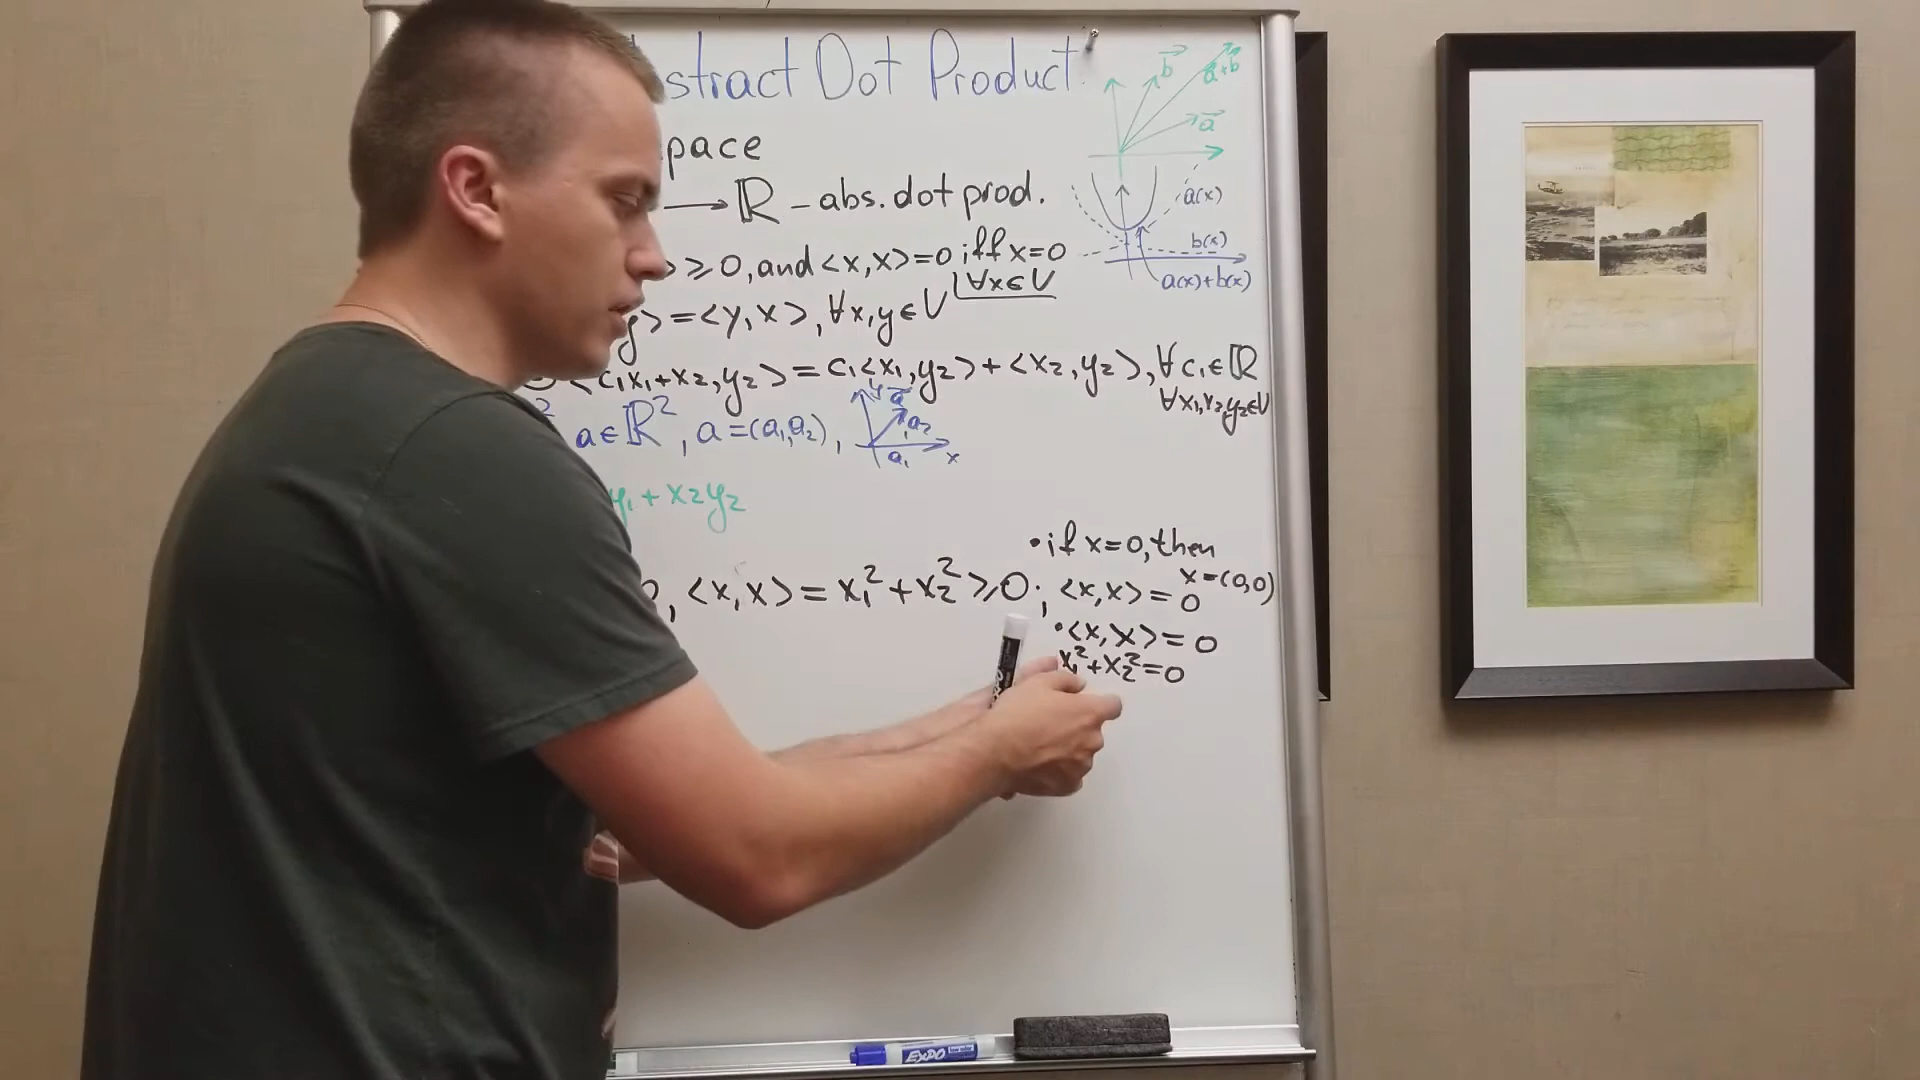 stract Dot Product
pace
→ ℝ - abs. dot prod.
> ⩾ 0, and <x, x> = 0 iff x = 0
∀x ∈ V
y> = <y, x>, ∀x, y ∈ V
<c₁x₁ + x₂, y₂> = c₁<x₁, y₂> + <x₂, y₂>, ∀c₁ ∈ ℝ
∀x₁, x₂, y₂ ∈ V
a ∈ ℝ², a = (a₁, a₂),
y₁ + x₂y₂
<x, x> = x₁² + x₂² ⩾ 0;
• if x = 0, then
x = (0, 0)
<x, x> = 0
• <x, x> = 0
x₁² + x₂² = 0
b
a + b
a
a(x)
b(x)
a(x) + b(x)
y
a
a₂
a₁
x
EXPO